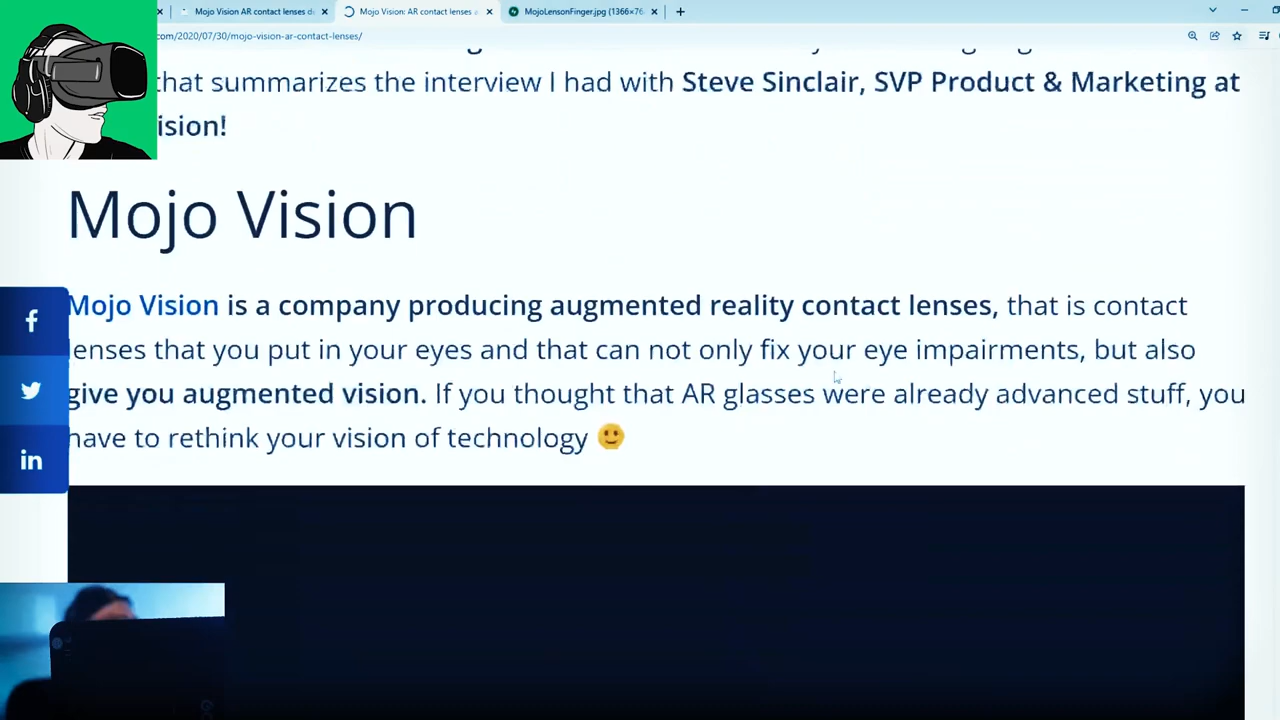 Mojo Vision AR contact lenses d
Mojo Vision: AR contact lenses a
MojoLensonFinger.jpg (1366×76
com/2020/07/30/mojo-vision-ar-contact-lenses/
that summarizes the interview I had with Steve Sinclair, SVP Product & Marketing at
ision!
Mojo Vision
Mojo Vision is a company producing augmented reality contact lenses, that is contact
lenses that you put in your eyes and that can not only fix your eye impairments, but also
give you augmented vision. If you thought that AR glasses were already advanced stuff, you
have to rethink your vision of technology 🙂
f
in